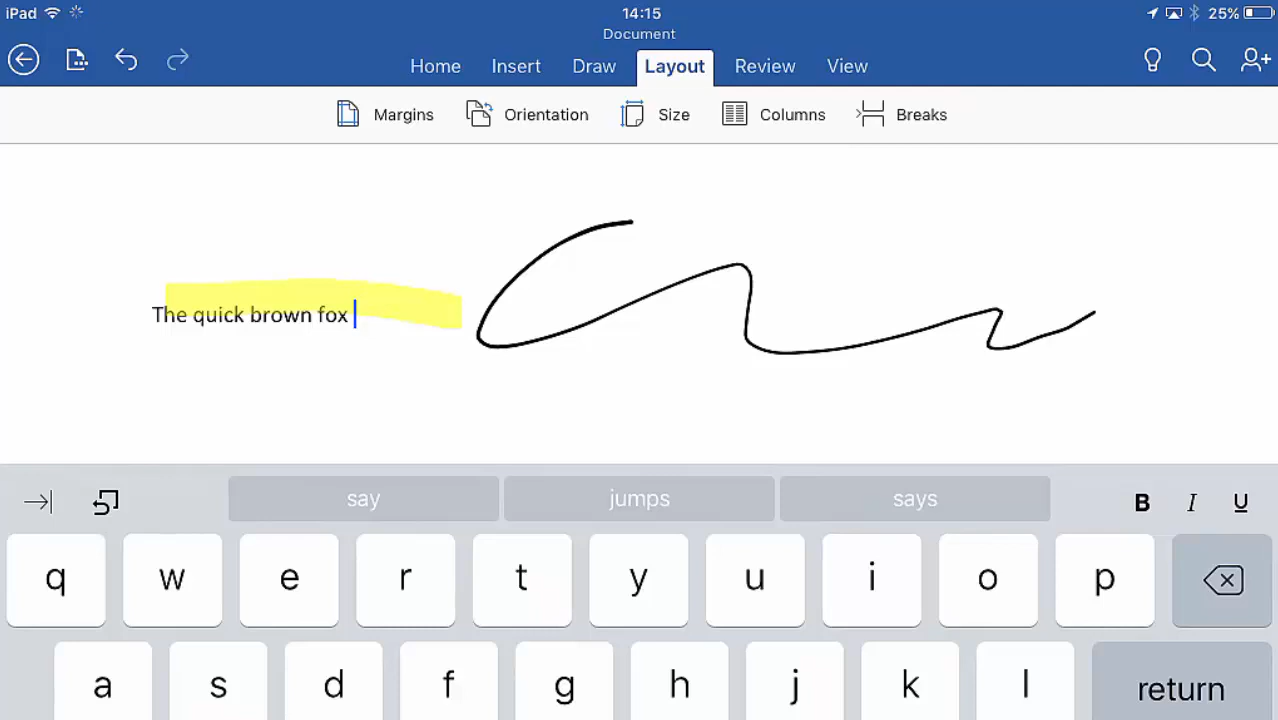 iPad 14:15 25%
Document
Home Insert Draw Layout Review View
Margins Orientation Size Columns Breaks
The quick brown fox
say jumps says B I U
q w e r t y u i o p
a s d f g h j k l return